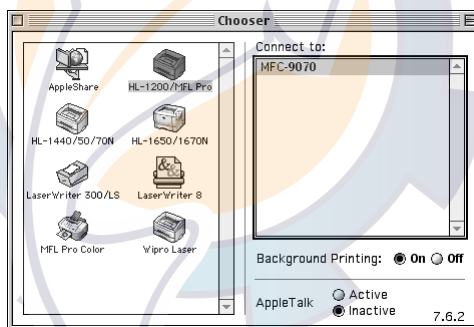 Chooser
AppleShare
HL-1200/MFL Pro
HL-1440/50/70N
HL-1650/1670N
LaserWriter 300/LS
LaserWriter 8
MFL Pro Color
Wipro Laser
Connect to:
MFC-9070
Background Printing: On Off
AppleTalk
Active
Inactive
7.6.2